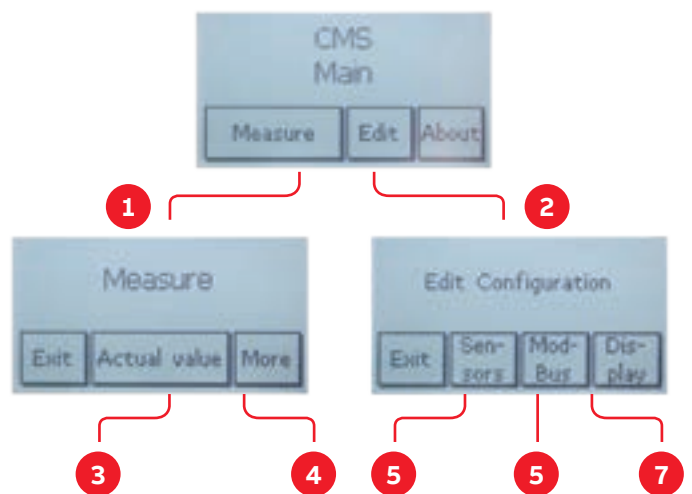 CMS
Main
Measure Edit About
1 2
Measure
Exit Actual value More
Edit Configuration
Exit Sen-
sors Mod-
Bus Dis-
play
3 4 5 5 7